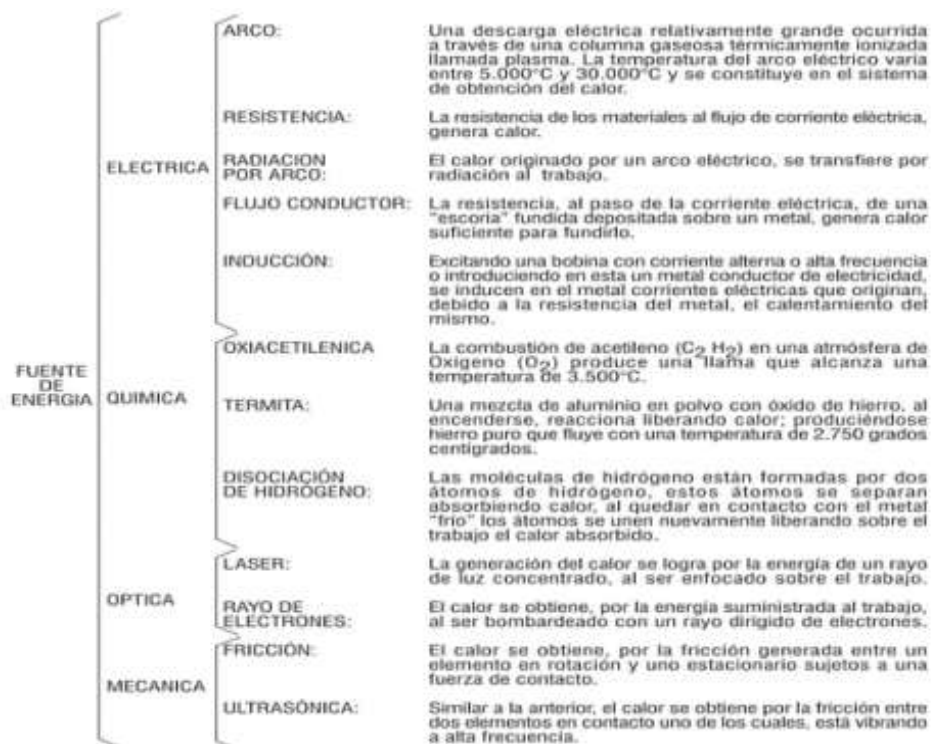 ARCO:
Una descarga eléctrica relativamente grande ocurrida
a través de una columna gaseosa térmicamente ionizada
llamada plasma. La temperatura del arco eléctrico varía
entre 5.000°C y 30.000°C y se constituye en el sistema
de obtención del calor.
RESISTENCIA:
La resistencia de los materiales al flujo de corriente eléctrica,
genera calor.
ELECTRICA
RADIACION
POR ARCO:
El calor originado por un arco eléctrico, se transfiere por
radiación al trabajo.
FLUJO CONDUCTOR:
La resistencia, al paso de la corriente eléctrica, de una
"escoria" fundida depositada sobre un metal, genera calor
suficiente para fundirlo.
INDUCCIÓN:
Excitando una bobina con corriente alterna o alta frecuencia
o introduciendo en esta un metal conductor de electricidad,
se inducen en el metal corrientes eléctricas que originan,
debido a la resistencia del metal, el calentamiento del
mismo.
FUENTE
DE
ENERGIA
QUIMICA
OXIACETILENICA
La combustión de acetileno (C2 H2) en una atmósfera de
Oxígeno (O2) produce una llama que alcanza una
temperatura de 3.500°C.
TERMITA:
Una mezcla de aluminio en polvo con óxido de hierro, al
encenderse, reacciona liberando calor; produciéndose
hierro puro que fluye con una temperatura de 2.750 grados
centígrados.
DISOCIACIÓN
DE HIDRÓGENO:
Las moléculas de hidrógeno están formadas por dos
átomos de hidrógeno, estos átomos se separan
absorbiendo calor, al quedar en contacto con el metal
"frío" los átomos se unen nuevamente liberando sobre el
trabajo el calor absorbido.
OPTICA
LASER:
La generación del calor se logra por la energía de un rayo
de luz concentrado, al ser enfocado sobre el trabajo.
RAYO DE
ELECTRONES:
El calor se obtiene, por la energía suministrada al trabajo,
al ser bombardeado con un rayo dirigido de electrones.
MECANICA
FRICCIÓN:
El calor se obtiene, por la fricción generada entre un
elemento en rotación y uno estacionario sujetos a una
fuerza de contacto.
ULTRASÓNICA:
Similar a la anterior, el calor se obtiene por la fricción entre
dos elementos en contacto uno de los cuales, está vibrando
a alta frecuencia.